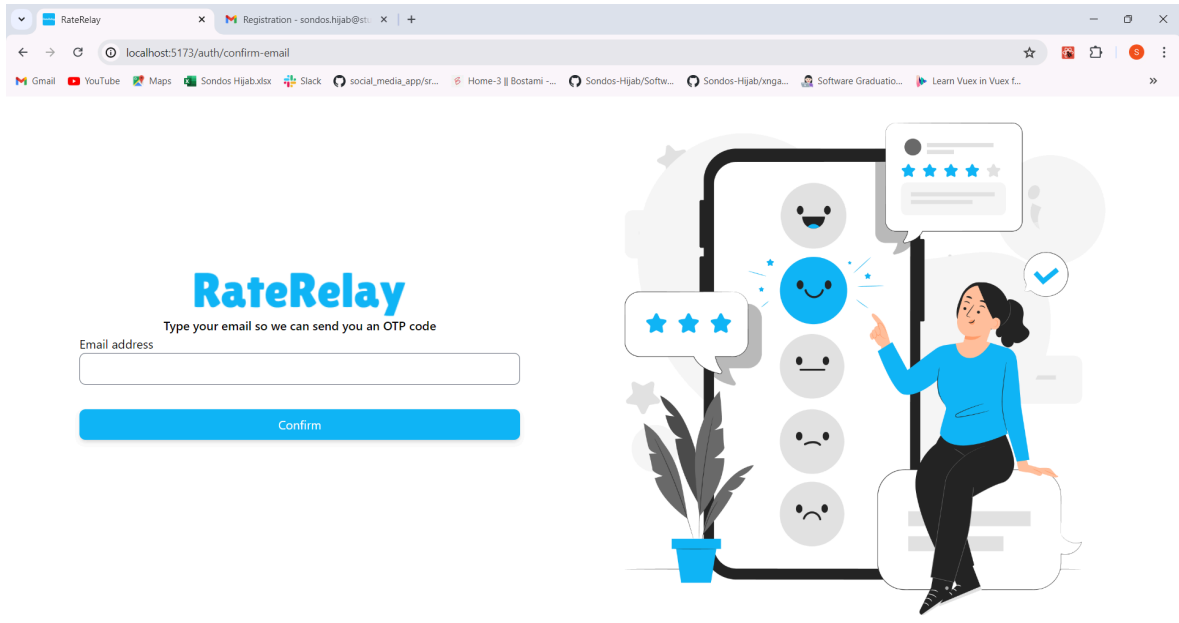 RateRelay
Registration - sondos.hijab@st
localhost:5173/auth/confirm-email
S
Gmail
YouTube
Maps
Sondos Hijab.xlsx
Slack
social_media_app/sr...
Home-3 || Bostami -...
Sondos-Hijab/Softw...
Sondos-Hijab/xnga...
Software Graduatio...
Learn Vuex in Vuex f...
RateRelay
Type your email so we can send you an OTP code
Email address
Confirm